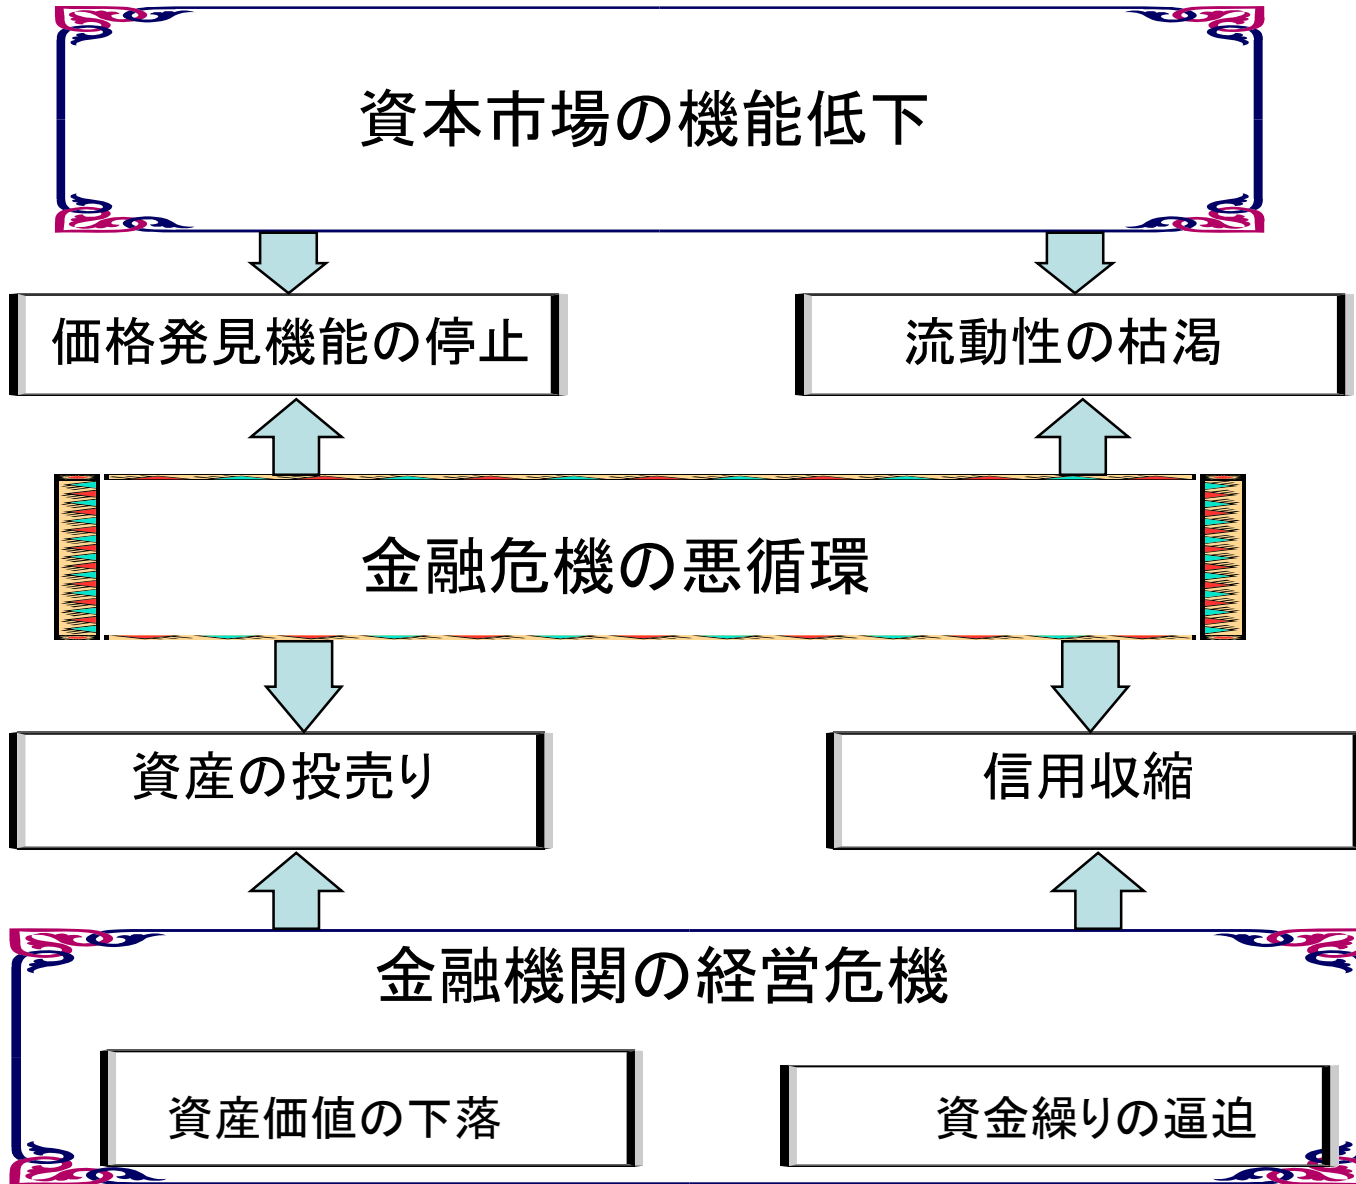 資本市場の機能低下
価格発見機能の停止
流動性の枯渇
金融危機の悪循環
資産の投売り
信用収縮
金融機関の経営危機
資産価値の下落
資金繰りの逼迫